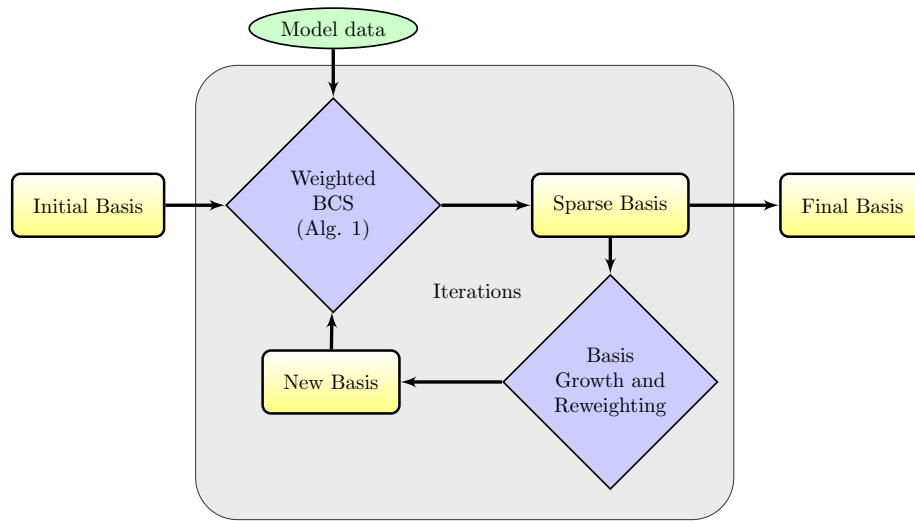 Model data
Initial Basis
Weighted
BCS
(Alg. 1)
Sparse Basis
Final Basis
Iterations
New Basis
Basis
Growth and
Reweighting